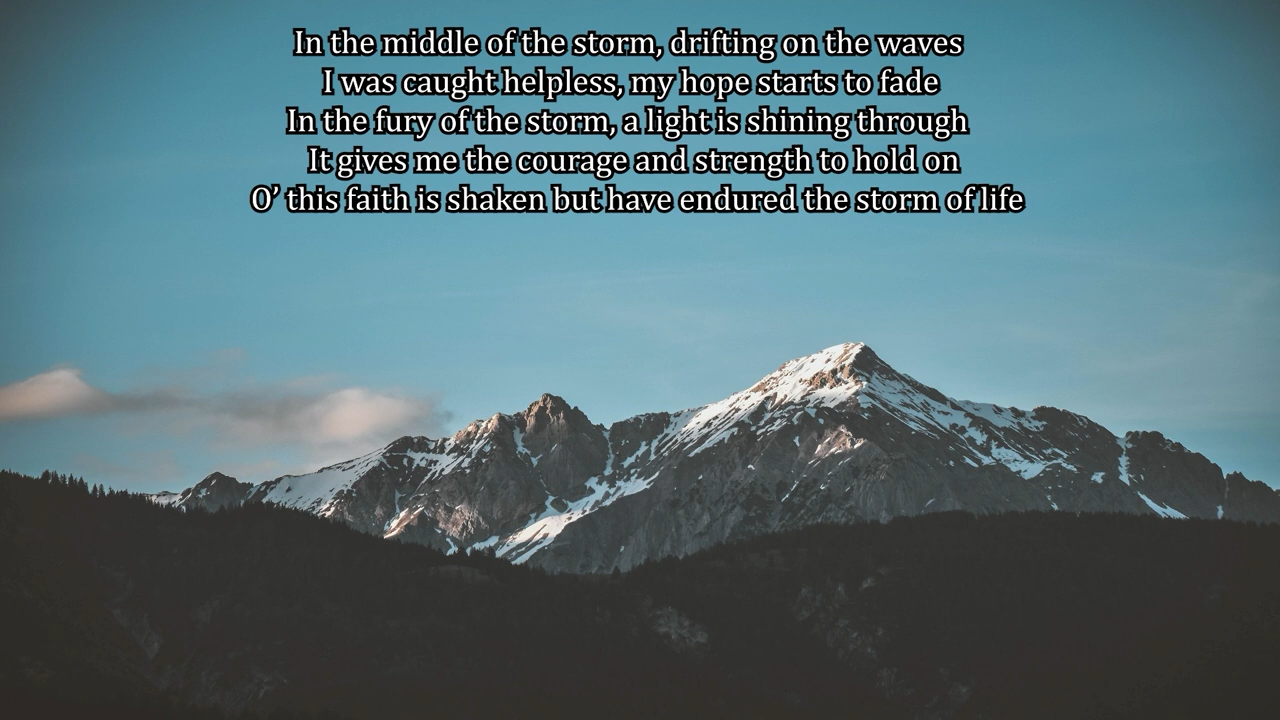 In the middle of the storm, drifting on the waves
I was caught helpless, my hope starts to fade
In the fury of the storm, a light is shining through
It gives me the courage and strength to hold on
O’ this faith is shaken but have endured the storm of life